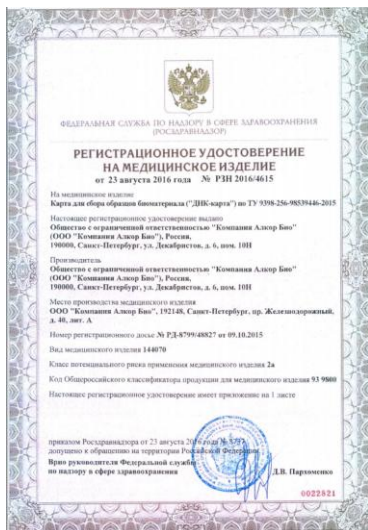 ФЕДЕРАЛЬНАЯ СЛУЖБА ПО НАДЗОРУ В СФЕРЕ ЗДРАВООХРАНЕНИЯ
(РОСЗДРАВНАДЗОР)
РЕГИСТРАЦИОННОЕ УДОСТОВЕРЕНИЕ
НА МЕДИЦИНСКОЕ ИЗДЕЛИЕ
от 23 августа 2016 года № РЗН 2016/4615
На медицинское изделие
Карта для сбора образцов биоматериала ("ДНК-карта") по ТУ 9398-256-98539446-2015
Настоящее регистрационное удостоверение выдано
Общество с ограниченной ответственностью "Компания Алкор Био"
(ООО "Компания Алкор Био"), Россия,
190000, Санкт-Петербург, ул. Декабристов, д. 6, пом. 10Н
Производитель
Общество с ограниченной ответственностью "Компания Алкор Био"
(ООО "Компания Алкор Био"), Россия,
190000, Санкт-Петербург, ул. Декабристов, д. 6, пом. 10Н
Место производства медицинского изделия
ООО "Компания Алкор Био", 192148, Санкт-Петербург, пр. Железнодорожный,
д. 40, лит. А
Номер регистрационного досье № РД-8799/48827 от 09.10.2015
Вид медицинского изделия 144070
Класс потенциального риска применения медицинского изделия 2а
Код Общероссийского классификатора продукции для медицинского изделия 93 9800
Настоящее регистрационное удостоверение имеет приложение на 1 листе
приказом Росздравнадзора от 23 августа 2016 года №
допущено к обращению на территории Российской Федерации.
Врио руководителя Федеральной службы
по надзору в сфере здравоохранения
Д.В. Пархоменко
0022821